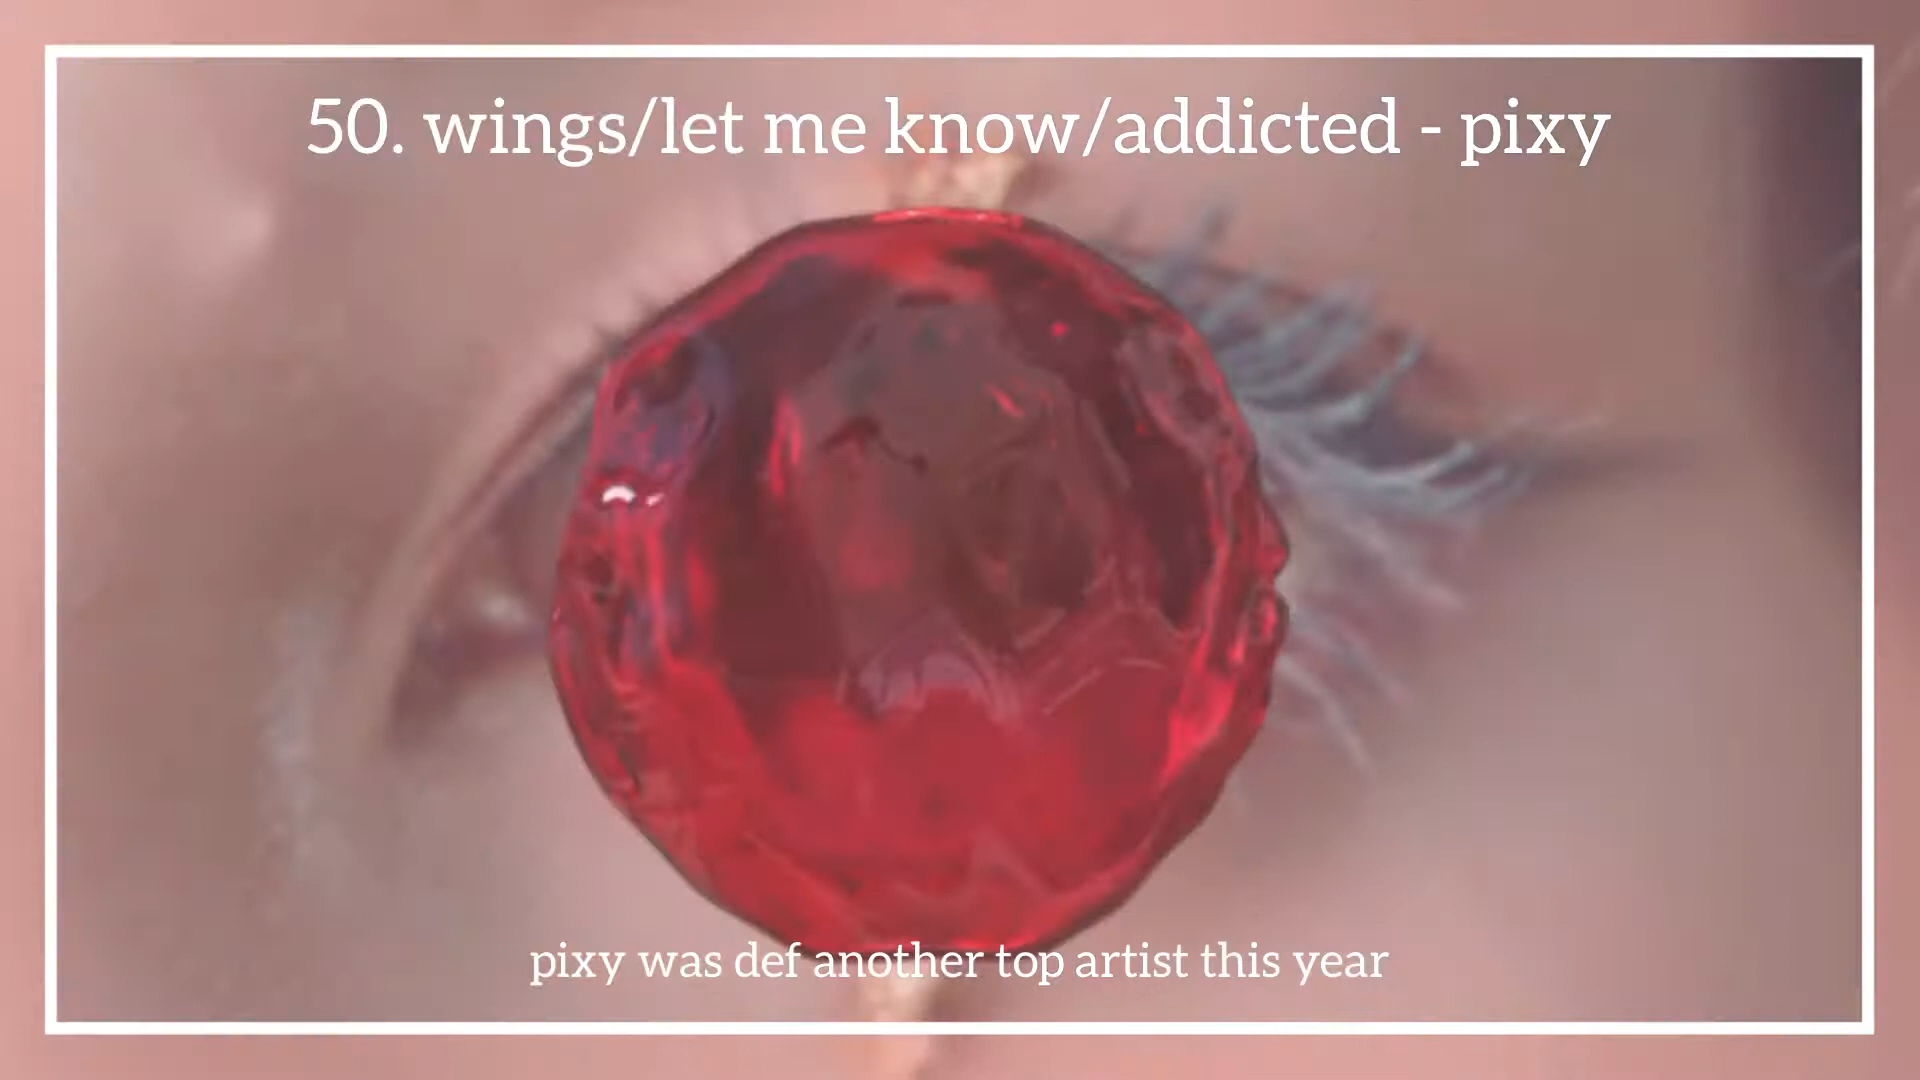 50. wings/let me know/addicted - pixy
pixy was def another top artist this year